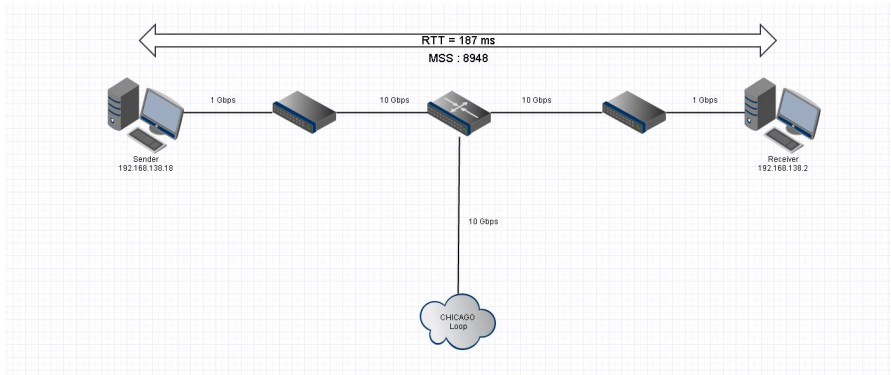 RTT = 187 ms
MSS : 8948
1 Gbps
10 Gbps
10 Gbps
1 Gbps
Sender
192.168.138.18
Receiver
192.168.138.2
10 Gbps
CHICAGO
Loop